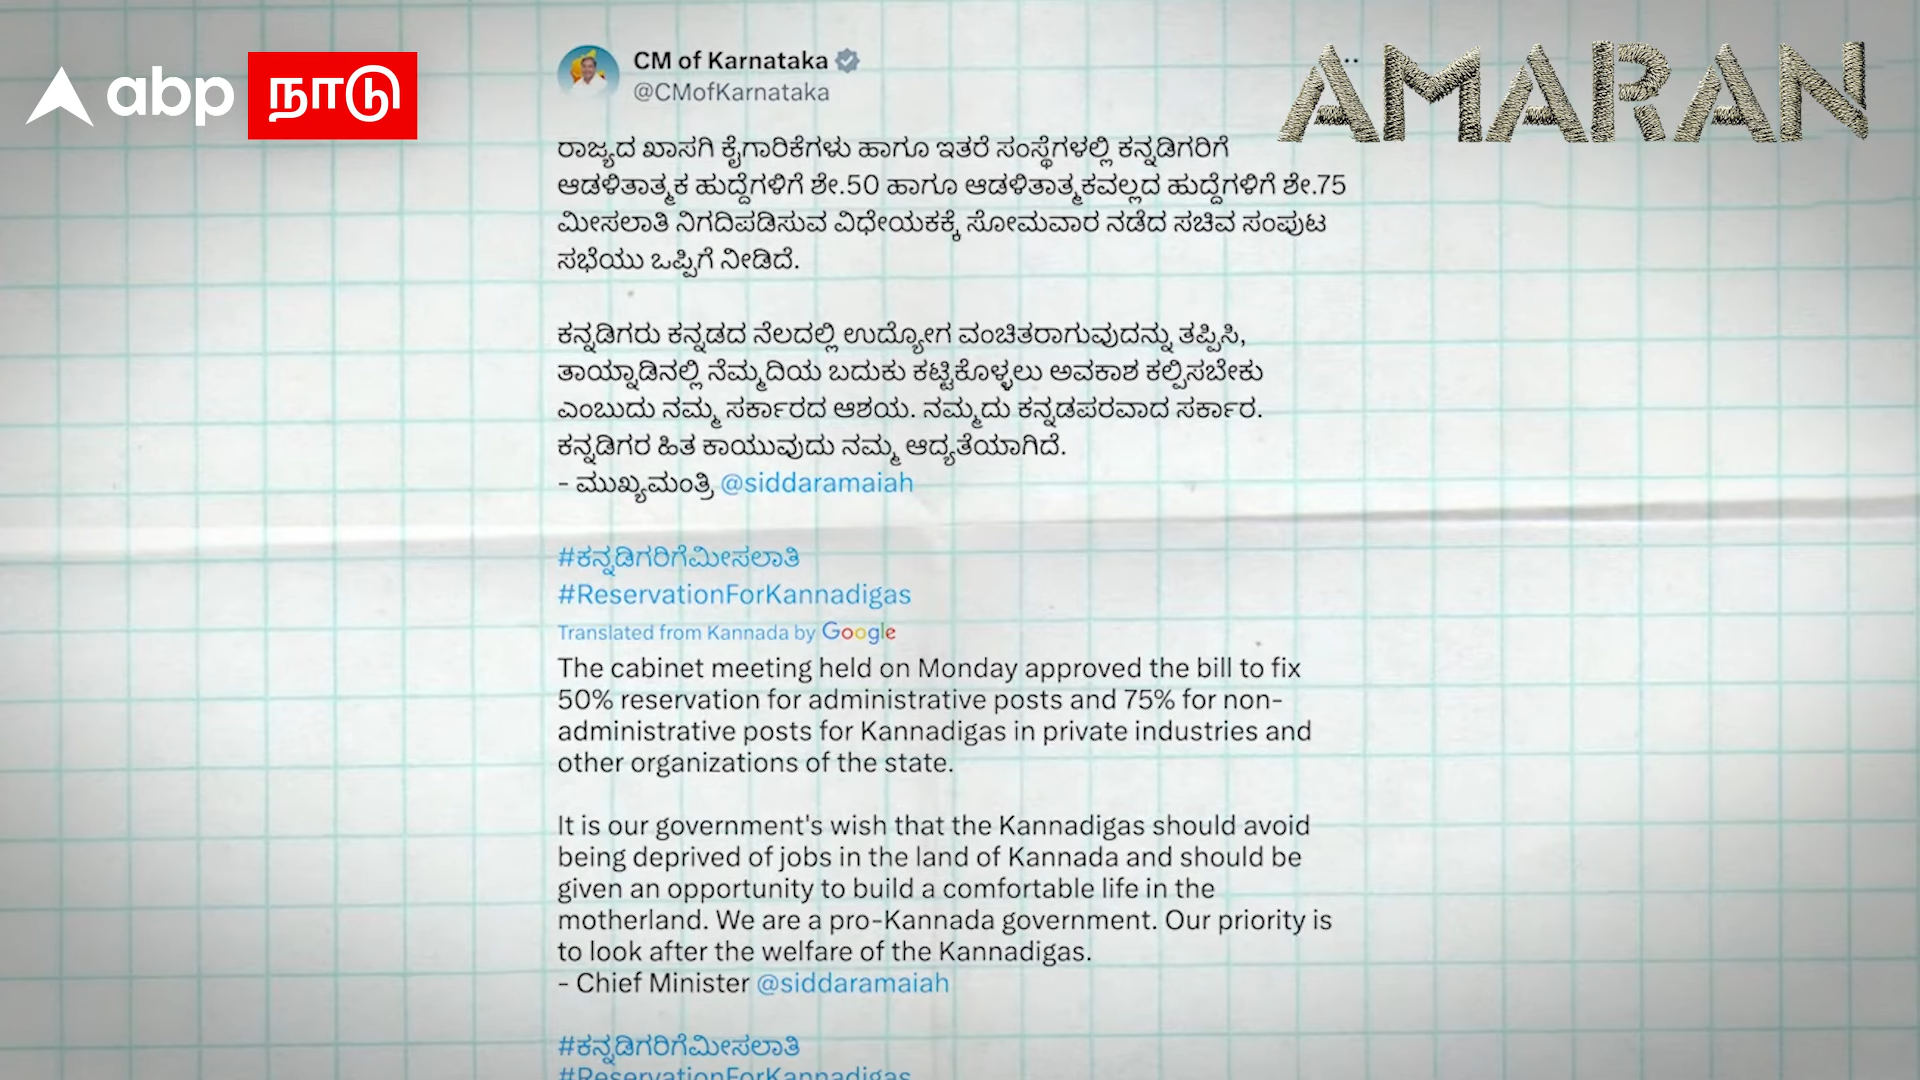 abp நாடு
AMARAN
CM of Karnataka
@CMofKarnataka
ರಾಜ್ಯದ ಖಾಸಗಿ ಕೈಗಾರಿಕೆಗಳು ಹಾಗೂ ಇತರೆ ಸಂಸ್ಥೆಗಳಲ್ಲಿ ಕನ್ನಡಿಗರಿಗೆ
ಆಡಳಿತಾತ್ಮಕ ಹುದ್ದೆಗಳಿಗೆ ಶೇ.50 ಹಾಗೂ ಆಡಳಿತಾತ್ಮಕವಲ್ಲದ ಹುದ್ದೆಗಳಿಗೆ ಶೇ.75
ಮೀಸಲಾತಿ ನಿಗದಿಪಡಿಸುವ ವಿಧೇಯಕಕ್ಕೆ ಸೋಮವಾರ ನಡೆದ ಸಚಿವ ಸಂಪುಟ
ಸಭೆಯು ಒಪ್ಪಿಗೆ ನೀಡಿದೆ.
ಕನ್ನಡಿಗರು ಕನ್ನಡದ ನೆಲದಲ್ಲಿ ಉದ್ಯೋಗ ವಂಚಿತರಾಗುವುದನ್ನು ತಪ್ಪಿಸಿ,
ತಾಯ್ನಾಡಿನಲ್ಲಿ ನೆಮ್ಮದಿಯ ಬದುಕು ಕಟ್ಟಿಕೊಳ್ಳಲು ಅವಕಾಶ ಕಲ್ಪಿಸಬೇಕು
ಎಂಬುದು ನಮ್ಮ ಸರ್ಕಾರದ ಆಶಯ. ನಮ್ಮದು ಕನ್ನಡಪರವಾದ ಸರ್ಕಾರ.
ಕನ್ನಡಿಗರ ಹಿತ ಕಾಯುವುದು ನಮ್ಮ ಆದ್ಯತೆಯಾಗಿದೆ.
- ಮುಖ್ಯಮಂತ್ರಿ @siddaramaiah
#ಕನ್ನಡಿಗರಿಗೆಮೀಸಲಾತಿ
#ReservationForKannadigas
Translated from Kannada by Google
The cabinet meeting held on Monday approved the bill to fix
50% reservation for administrative posts and 75% for non-
administrative posts for Kannadigas in private industries and
other organizations of the state.
It is our government's wish that the Kannadigas should avoid
being deprived of jobs in the land of Kannada and should be
given an opportunity to build a comfortable life in the
motherland. We are a pro-Kannada government. Our priority is
to look after the welfare of the Kannadigas.
- Chief Minister @siddaramaiah
#ಕನ್ನಡಿಗರಿಗೆಮೀಸಲಾತಿ
#ReservationForKannadigas